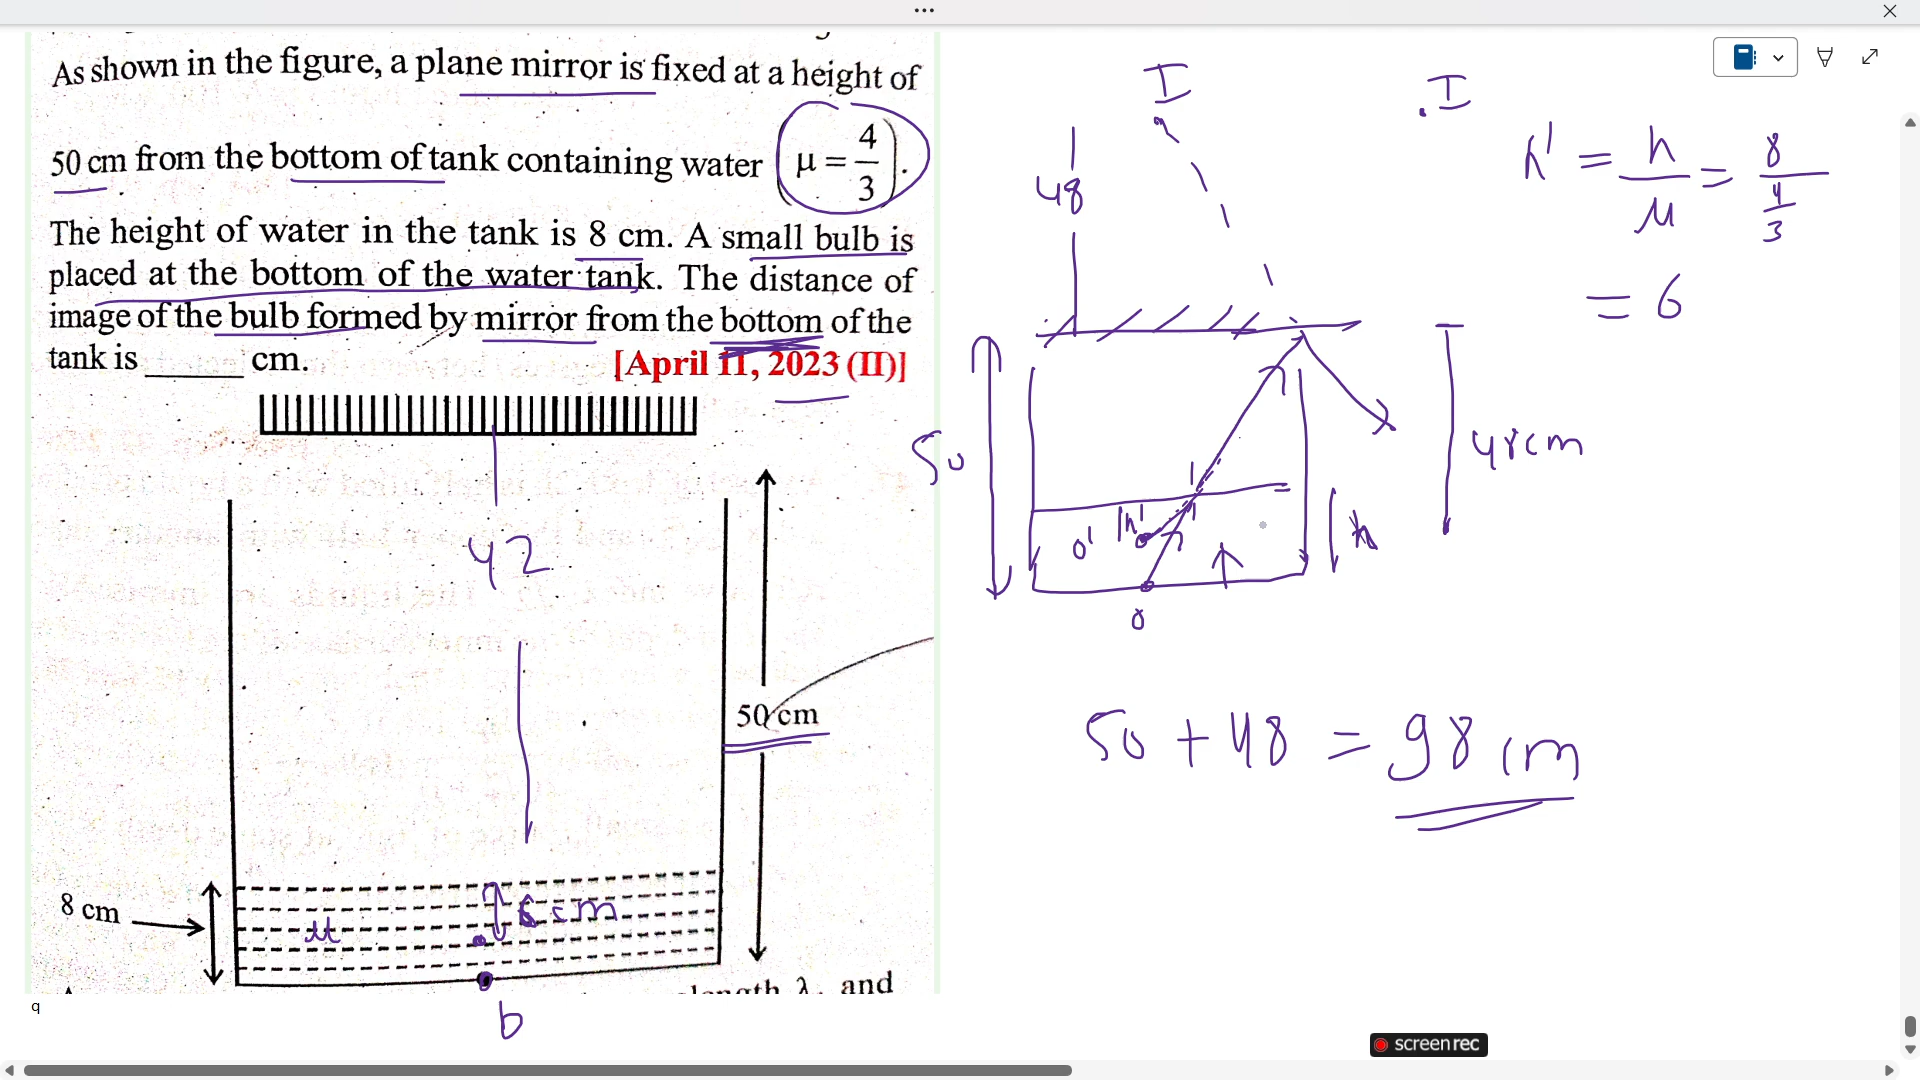 As shown in the figure, a plane mirror is fixed at a height of
50 cm from the bottom of tank containing water (μ = 4/3).
The height of water in the tank is 8 cm. A small bulb is
placed at the bottom of the water tank. The distance of
image of the bulb formed by mirror from the bottom of the
tank is ______ cm.
[April 11, 2023 (II)]
42
50 cm
8 cm
μ
6 cm
b
and
q
I
.I
48
h' = h/μ = 8/(4/3)
= 6
50
48cm
h'
o'
h
o
50 + 48 = 98 cm
screenrec